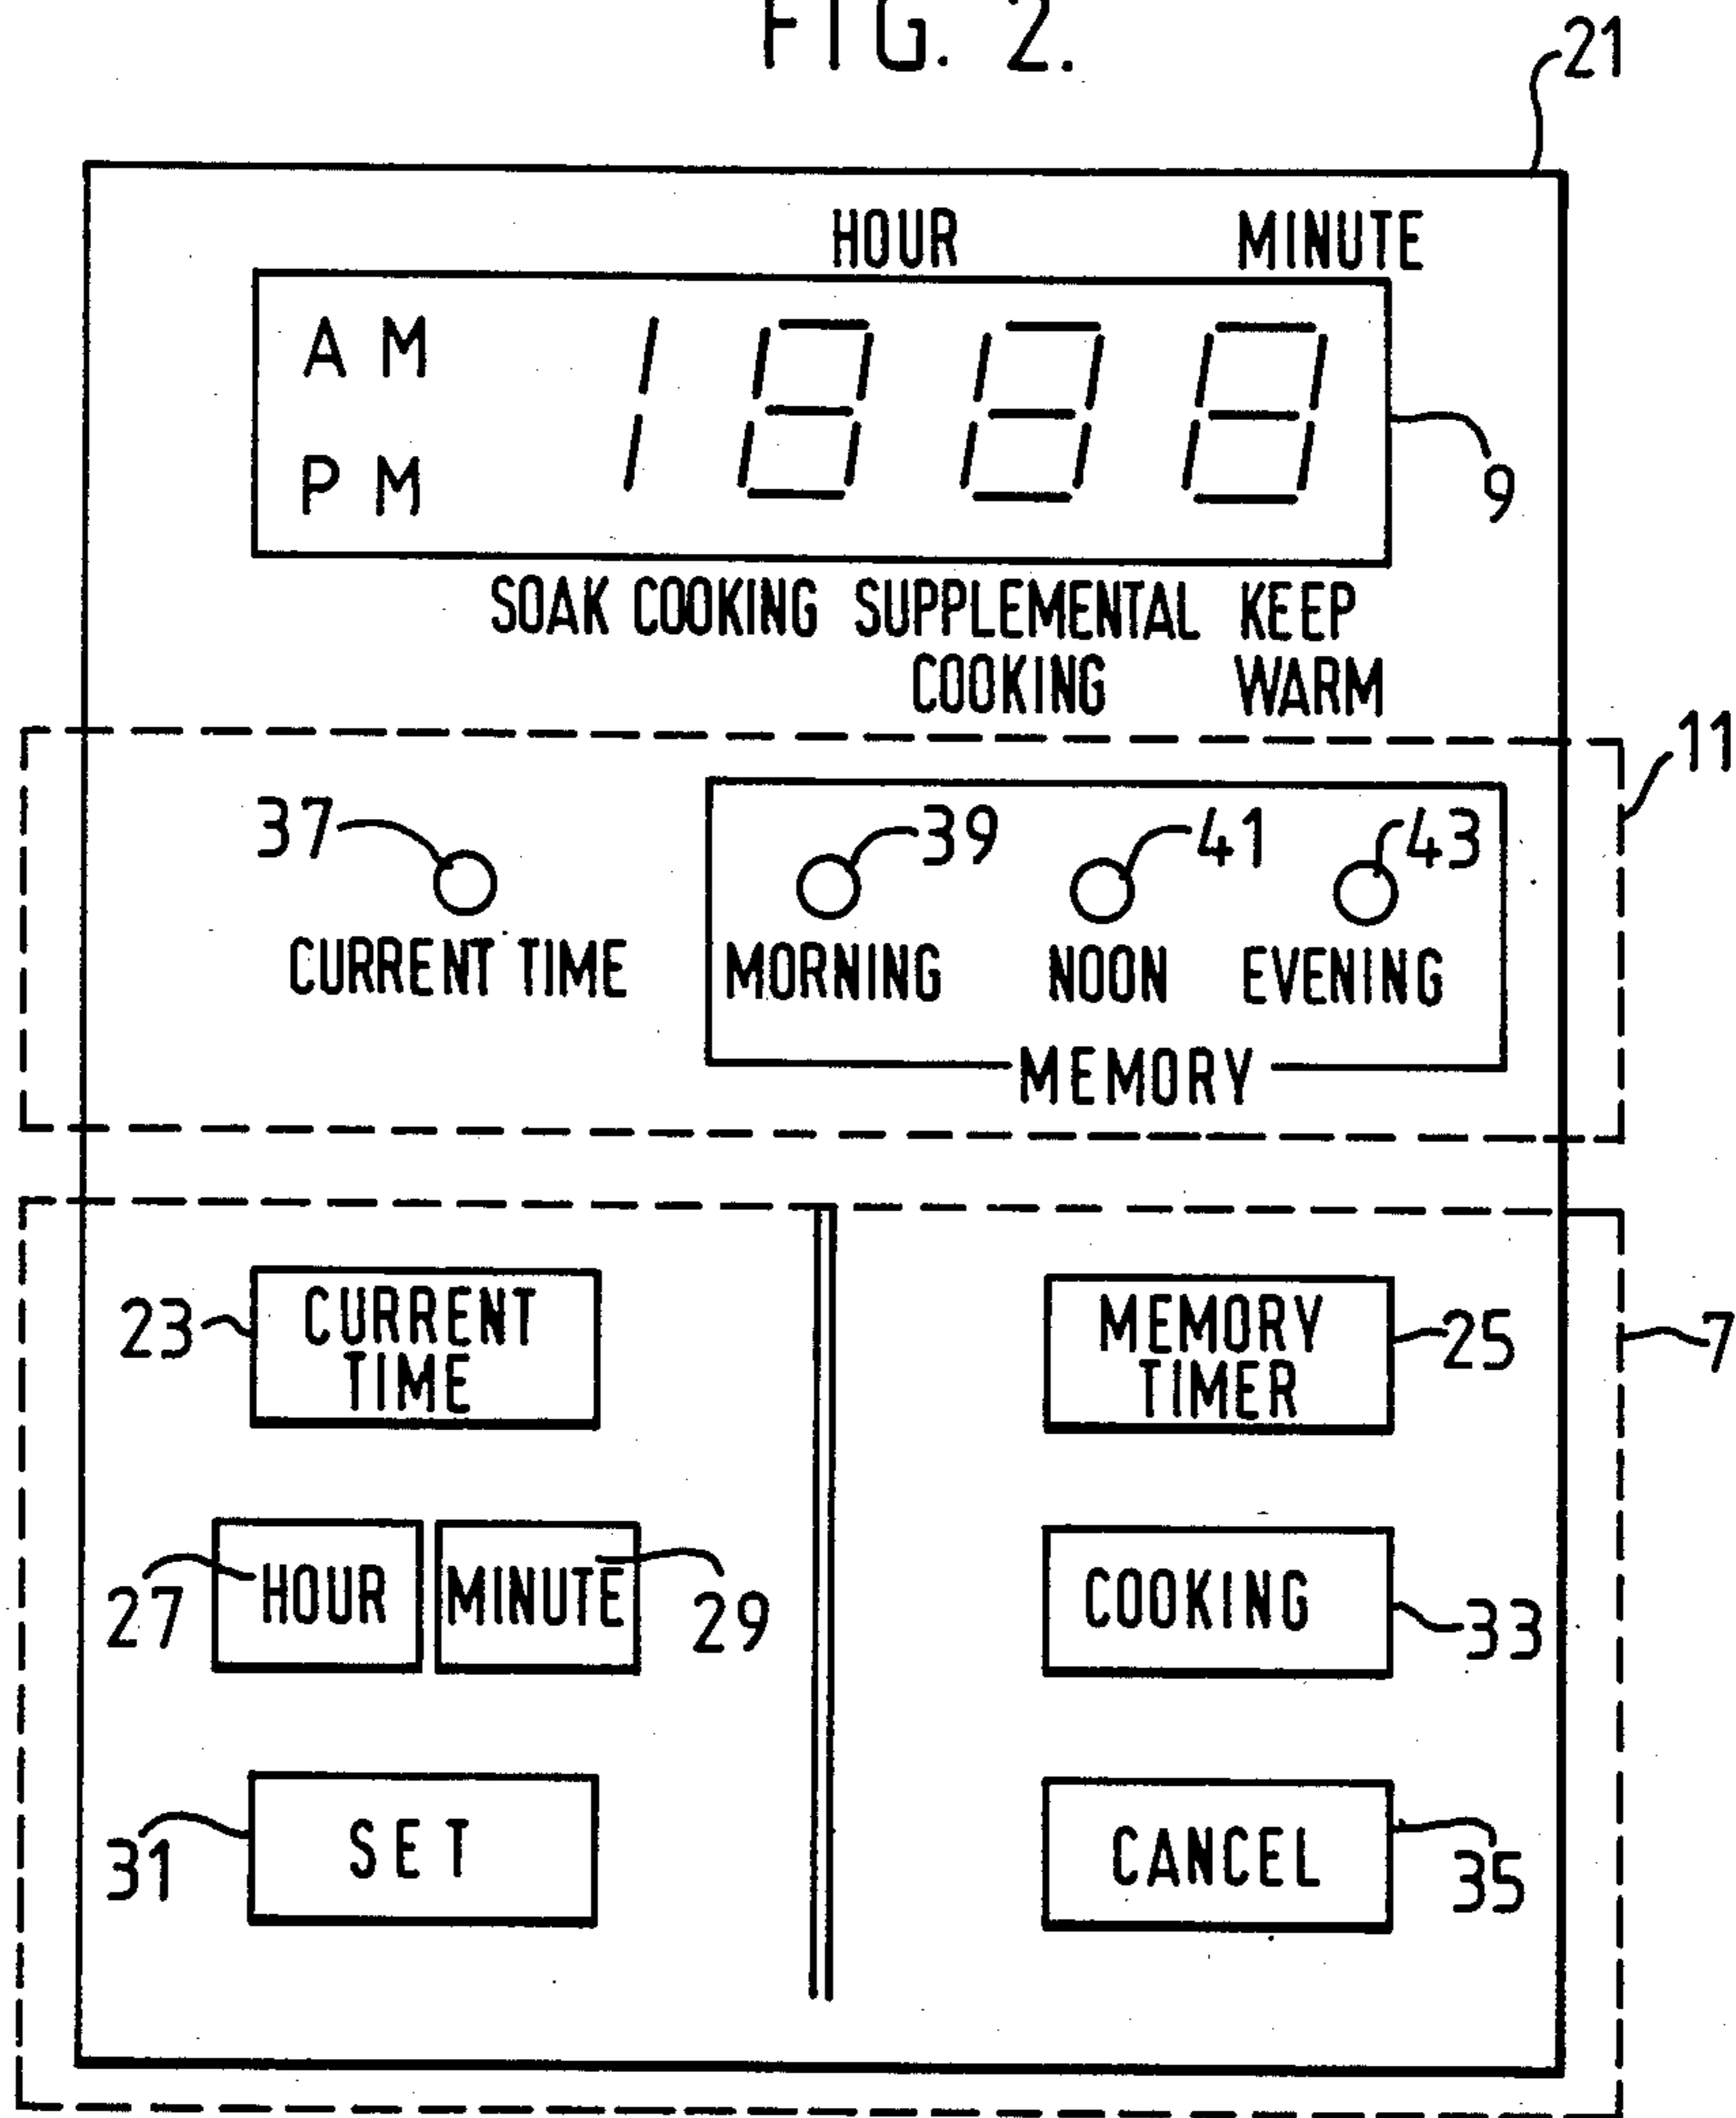 FIG. 2.
21
HOUR MINUTE
AM
1888
PM
9
SOAK COOKING SUPPLEMENTAL COOKING KEEP WARM
11
37 39 41 43
CURRENT TIME MORNING NOON EVENING
MEMORY
23 CURRENT TIME
MEMORY TIMER 25
7
27 HOUR MINUTE 29
COOKING 33
31 SET
CANCEL 35